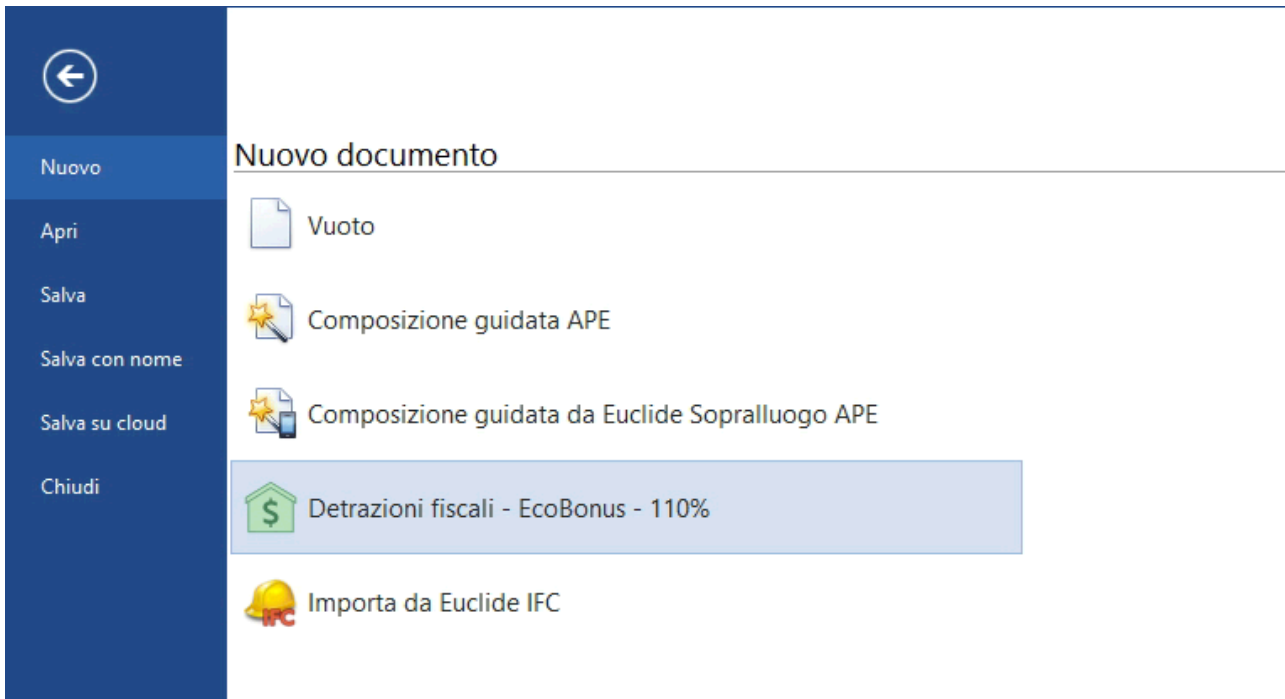 Nuovo
Apri
Salva
Salva con nome
Salva su cloud
Chiudi
Nuovo documento
Vuoto
Composizione guidata APE
Composizione guidata da Euclide Sopralluogo APE
$
Detrazioni fiscali - EcoBonus - 110%
IFC
Importa da Euclide IFC